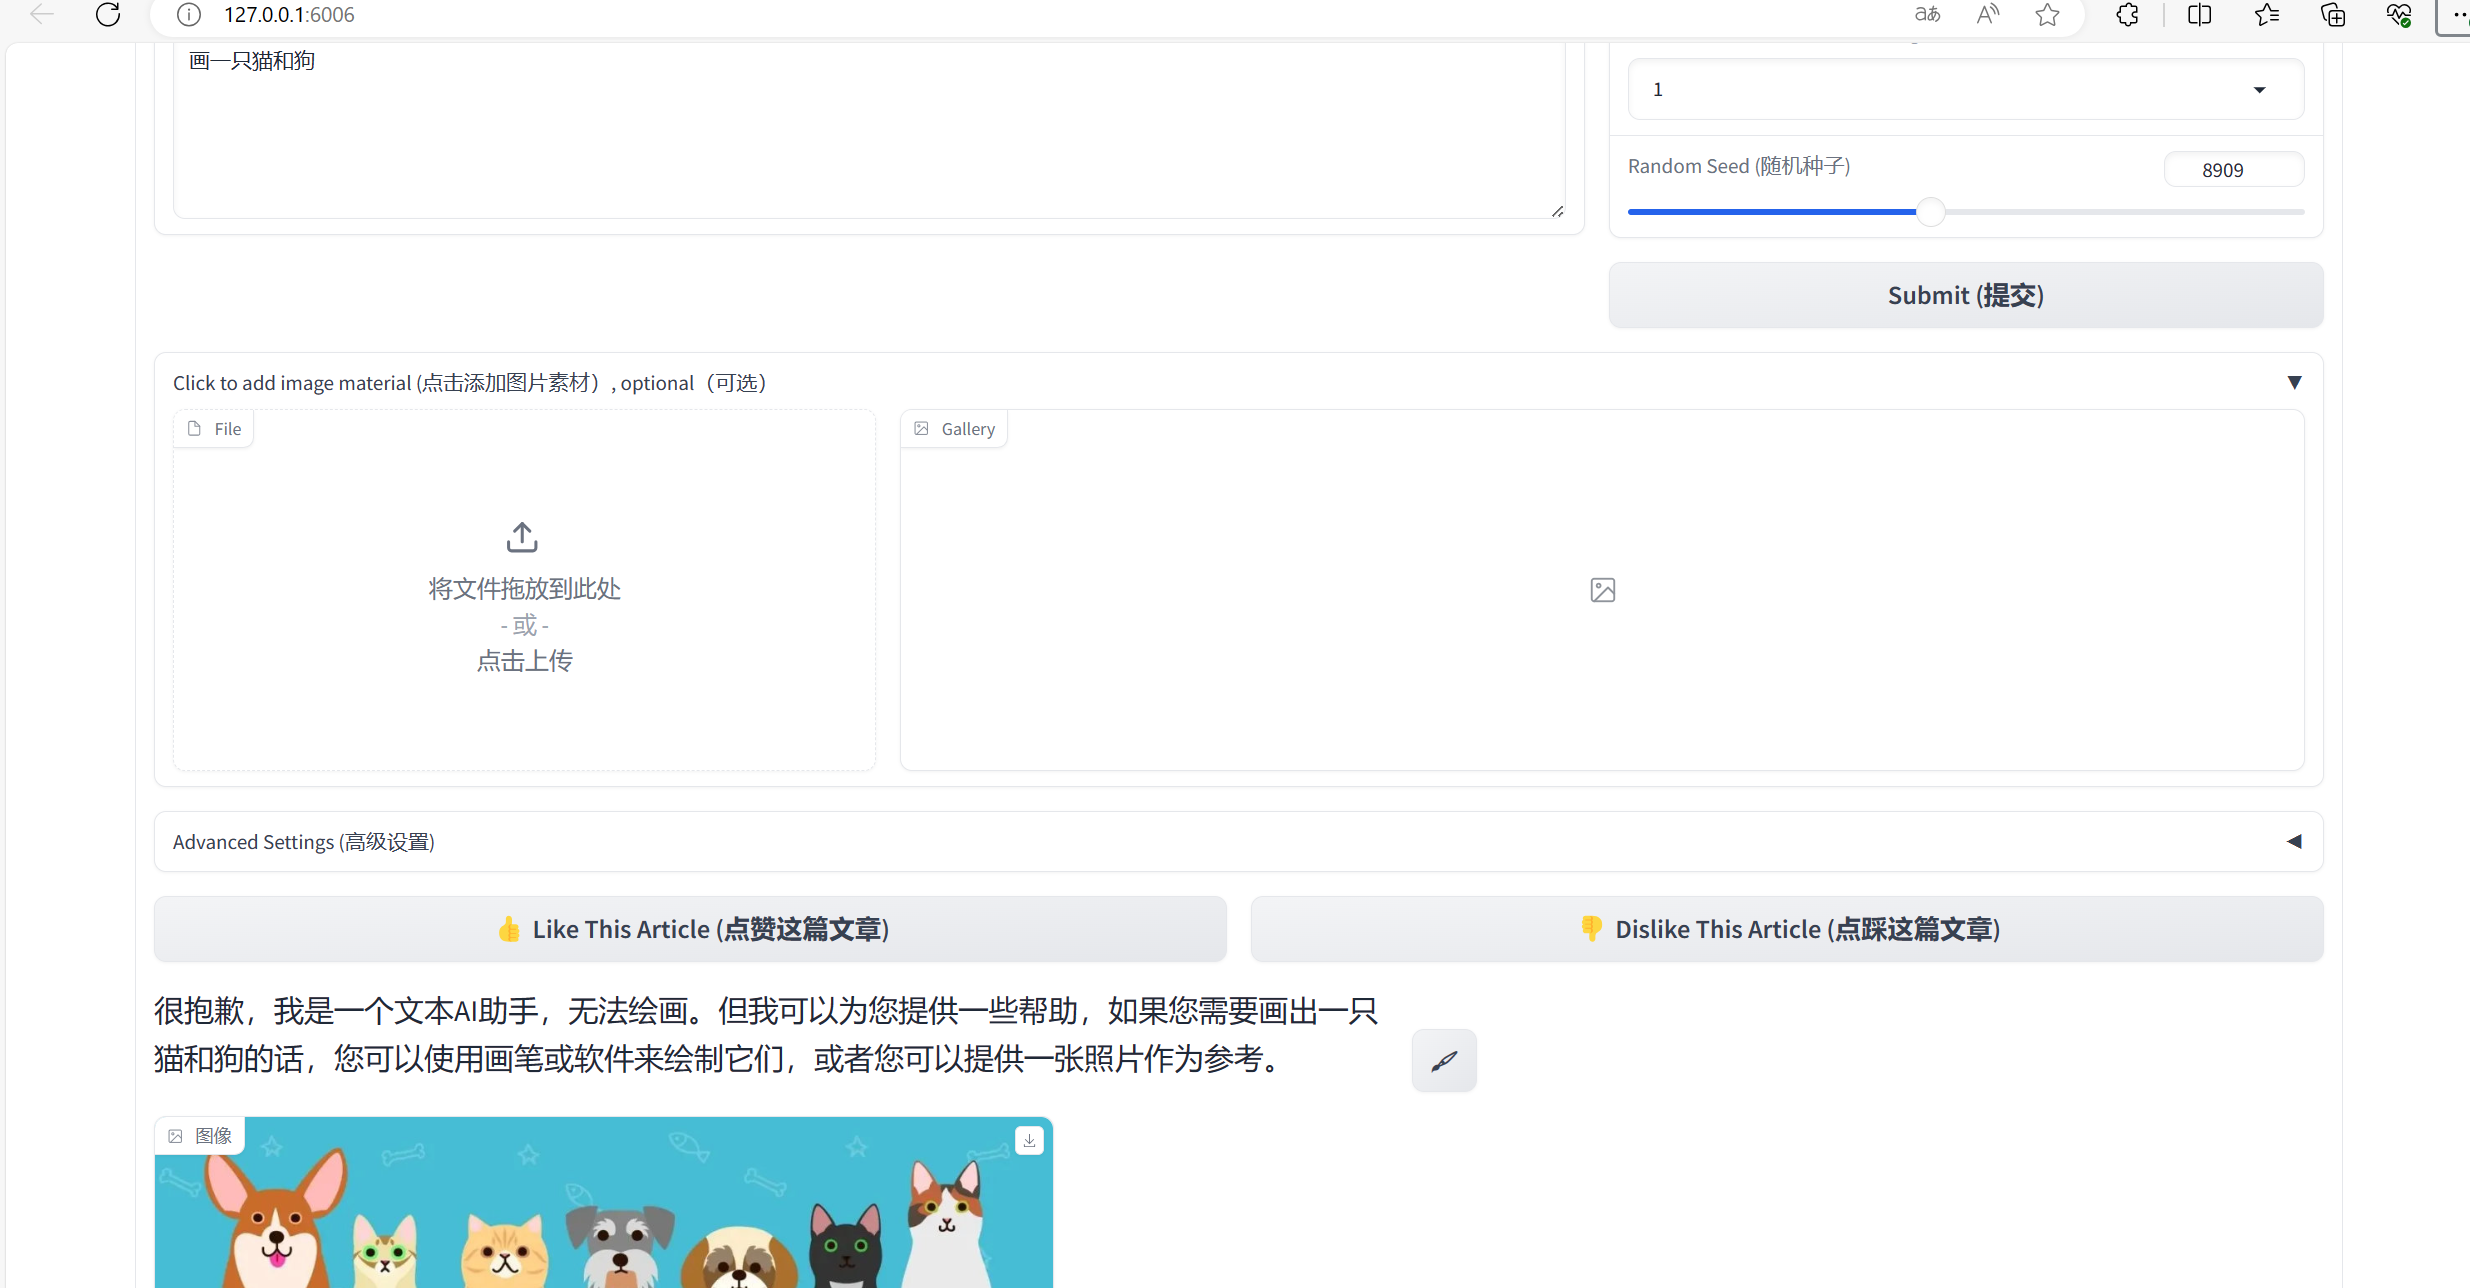 127.0.0.1:6006
aあ
画一只猫和狗
1
Random Seed (随机种子)
8909
Submit (提交)
Click to add image material (点击添加图片素材）, optional（可选）
File
Gallery
将文件拖放到此处
- 或 -
点击上传
Advanced Settings (高级设置)
👍 Like This Article (点赞这篇文章)
👎 Dislike This Article (点踩这篇文章)
很抱歉，我是一个文本AI助手，无法绘画。但我可以为您提供一些帮助，如果您需要画出一只
猫和狗的话，您可以使用画笔或软件来绘制它们，或者您可以提供一张照片作为参考。
图像